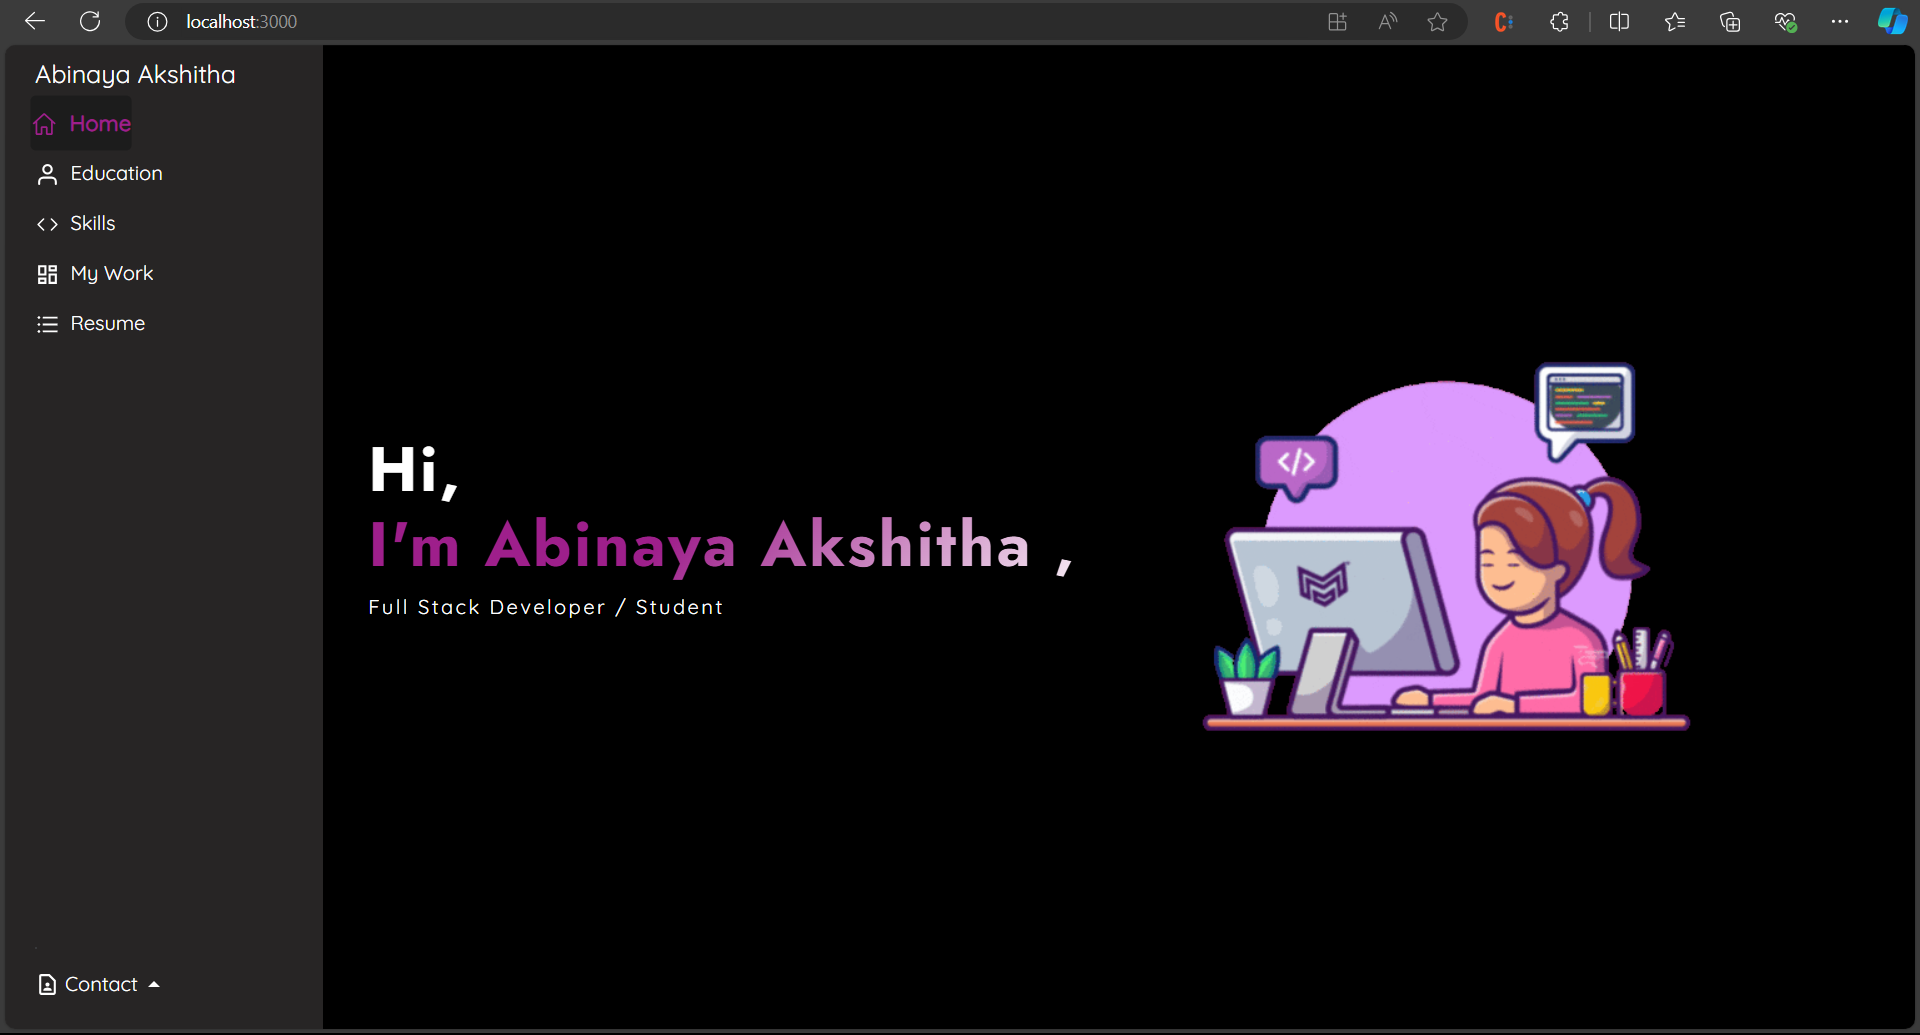 localhost:3000
Abinaya Akshitha
Home
Education
Skills
My Work
Resume
Hi,
I'm Abinaya Akshitha ,
Full Stack Developer / Student
</>
Contact